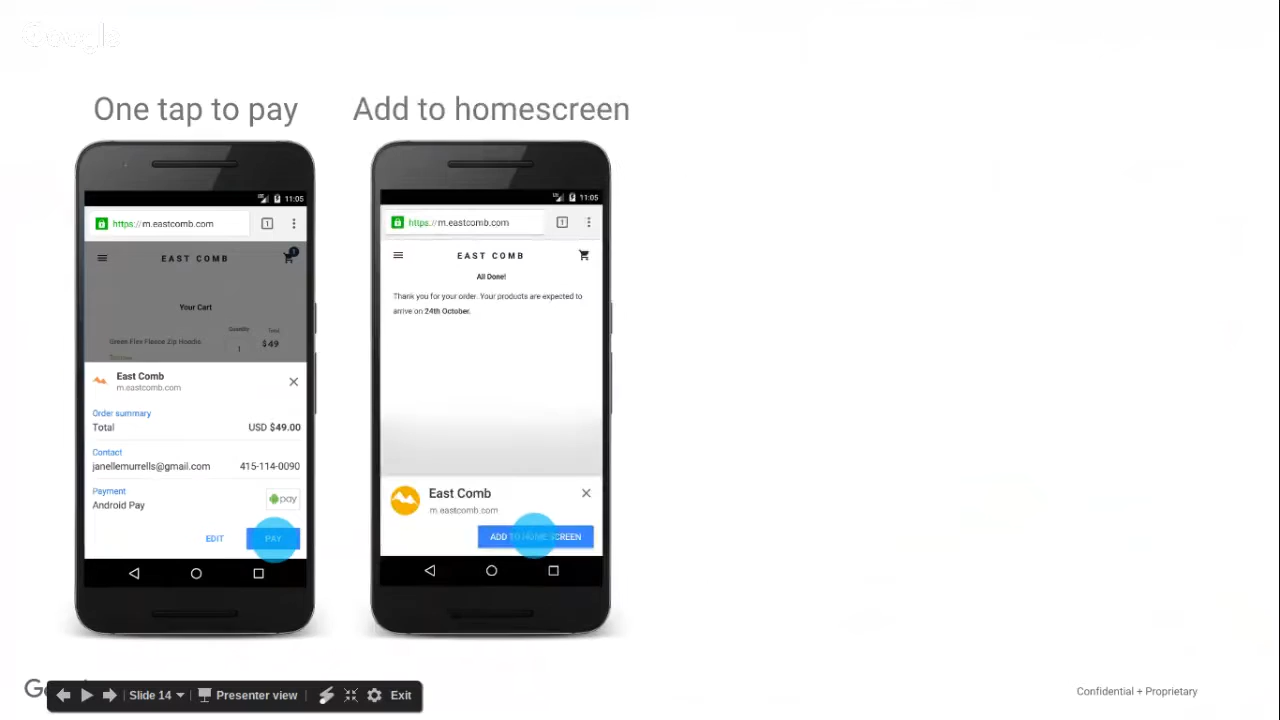 Google
One tap to pay
Add to homescreen
11:05
https://m.eastcomb.com
1
EAST COMB
1
Your Cart
Quantity
Total
Green Flex Fleece Zip Hoodie
1
$49
East Comb
m.eastcomb.com
Order summary
Total
USD $49.00
Contact
janellemurrells@gmail.com
415-114-0090
Payment
Android Pay
pay
EDIT
PAY
11:05
https://m.eastcomb.com
1
EAST COMB
All Done!
Thank you for your order. Your products are expected to
arrive on 24th October.
East Comb
m.eastcomb.com
ADD TO HOME SCREEN
Slide 14
Presenter view
Exit
Confidential + Proprietary